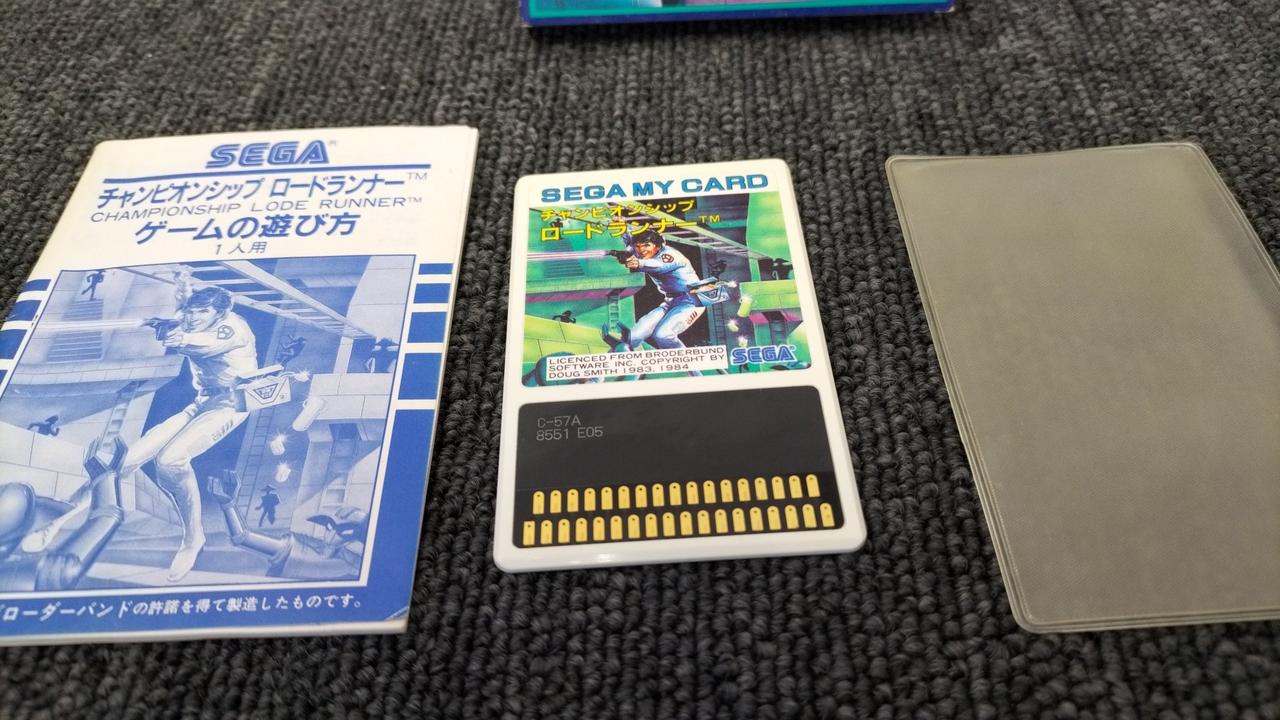 SEGA®
チャンピオンシップ ロードランナー™
CHAMPIONSHIP LODE RUNNER™
ゲームの遊び方
1人用
ローダーバンドの許諾を得て製造したものです。
SEGA MY CARD
チャンピオンシップ
ロードランナー™
LICENCED FROM BRODERBUND
SOFTWARE INC. COPYRIGHT BY
DOUG SMITH 1983, 1984
SEGA
C-57A
8551 E05